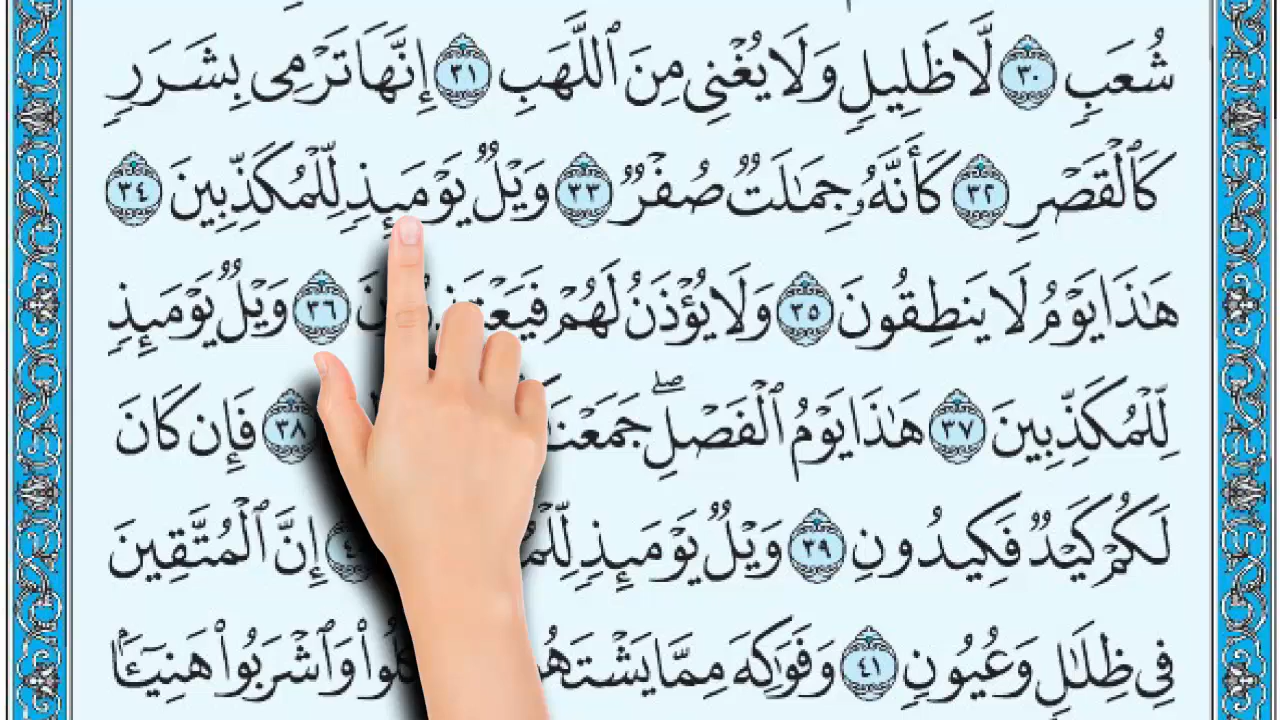 شُعَبٍ ٣٠ لَّا ظَلِيلٍ وَلَا يُغْنِى مِنَ ٱللَّهَبِ ٣١ إِنَّهَا تَرْمِى بِشَرَرٍ
كَٱلْقَصْرِ ٣٢ كَأَنَّهُۥ جِمَٰلَتٌ صُفْرٌ ٣٣ وَيْلٌ يَوْمَئِذٍ لِّلْمُكَذِّبِينَ ٣٤
هَٰذَا يَوْمُ لَا يَنطِقُونَ ٣٥ وَلَا يُؤْذَنُ لَهُمْ ٣٦ وَيْلٌ يَوْمَئِذٍ
لِّلْمُكَذِّبِينَ ٣٧ هَٰذَا يَوْمُ ٱلْفَصْلِۖ ٣٨ فَإِن كَانَ
لَكُمْ كَيْدٌ فَكِيدُونِ ٣٩ وَيْلٌ يَوْمَئِذٍ إِنَّ ٱلْمُتَّقِينَ
فِى ظِلَٰلٍ وَعُيُونٍ ٤١ وَفَوَٰكِهَ مِمَّا وَٱشْرَبُوا۟ هَنِيٓـًٔۢا